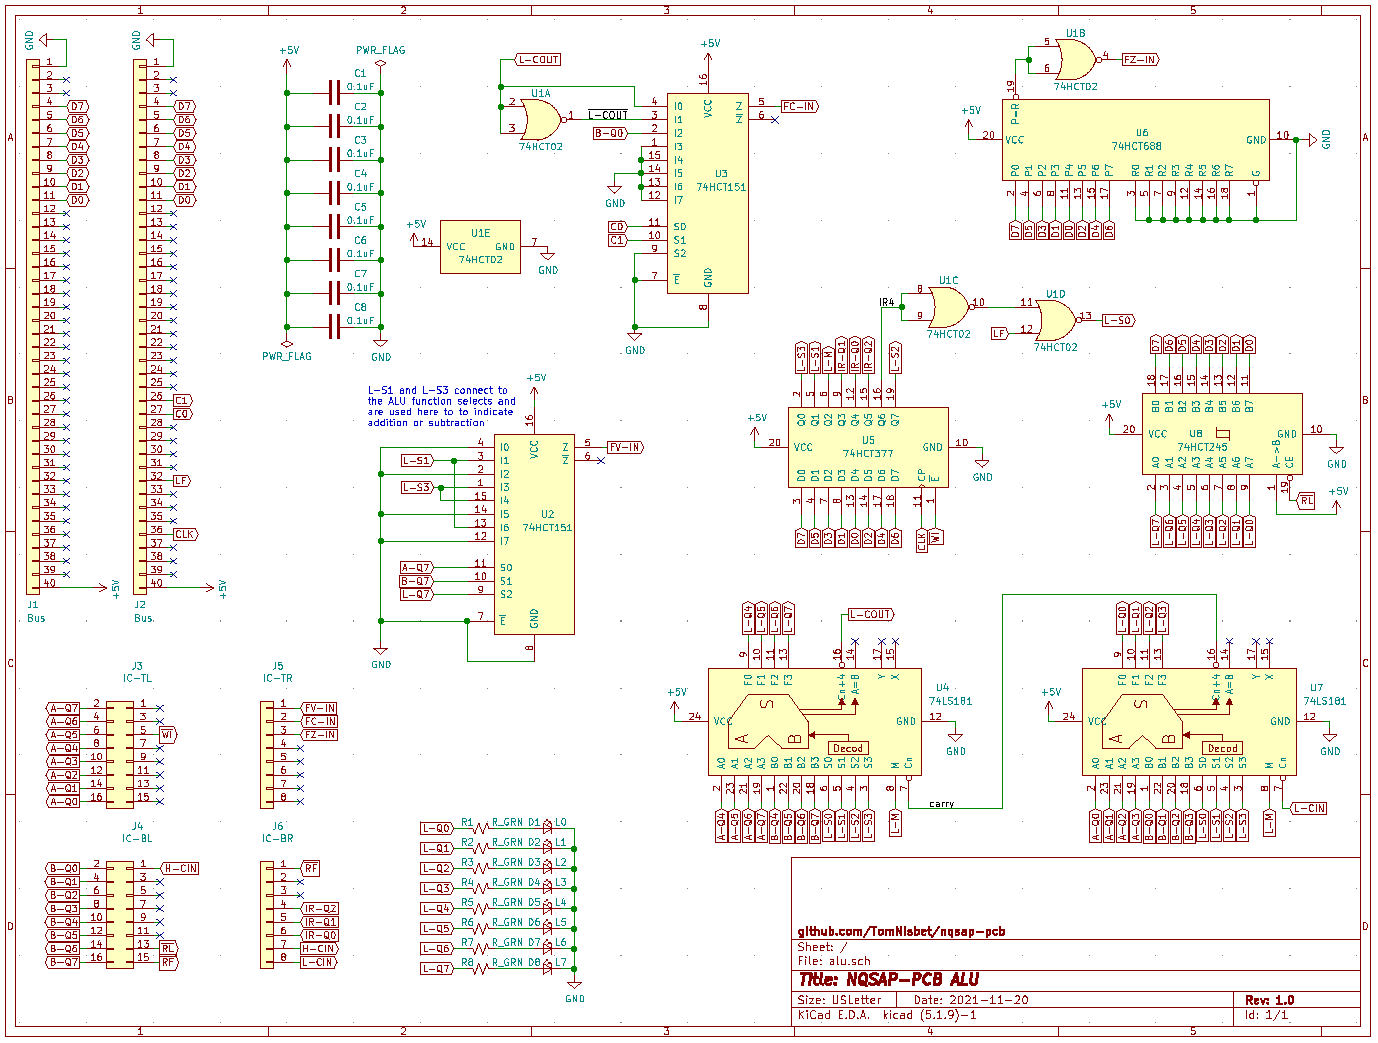 1 2 3 4 5
A B C D
GND
GND
1 2 3 4 5 6 7 8 9 10 11 12 13 14 15 16 17 18 19 20 21 22 23 24 25 26 27 28 29 30 31 32 33 34 35 36 37 38 39 40
D7 D6 D5 D4 D3 D2 D1 D0
+5V
J1
Bus
1 2 3 4 5 6 7 8 9 10 11 12 13 14 15 16 17 18 19 20 21 22 23 24 25 26 27 28 29 30 31 32 33 34 35 36 37 38 39 40
D7 D6 D5 D4 D3 D2 D1 D0
C1
C0
LF
CLK
+5V
J2
Bus
+5V
PWR_FLAG
C1
0.1uF
C2
0.1uF
C3
0.1uF
C4
0.1uF
C5
0.1uF
C6
0.1uF
C7
0.1uF
C8
0.1uF
PWR_FLAG
GND
L-COUT
U1A
2
3
1
74HCT02
L-COUT
B-Q0
+5V
16
VCC
4 I0
3 I1
2 I2
1 I3
15 I4
14 I5
13 I6
12 I7
GND
C0 11 S0
C1 10 S1
9 S2
7 E
Z 5 FC-IN
Z 6
U3
74HCT151
GND
8
GND
+5V
14 VCC
U1E
74HCT02
GND 7
GND
U1B
5
6
4
FZ-IN
74HCT02
19
P=R
+5V
20 VCC
U6
74HCT688
10
GND
P0 P1 P2 P3 P4 P5 P6 P7 R0 R1 R2 R3 R4 R5 R6 R7 G
2 4 6 8 11 13 15 17 3 5 7 9 12 14 16 18 1
D7 D5 D3 D1 D0 D2 D4 D6
U1C
8
9
10
74HCT02
IR4
U1D
11
12
13
LF
74HCT02
L-S0
L-S3 L-S1 L-M IR-Q1 IR-Q0 IR-Q2 L-S2
2 5 6 9 12 15 16 19
Q0 Q1 Q2 Q3 Q4 Q5 Q6 Q7
+5V
20 VCC
U5
74HCT377
GND 10
GND
D0 D1 D2 D3 D4 D5 D6 D7 CP E
3 4 7 8 13 14 17 18 11 1
D7 D5 D3 D1 D0 D2 D4 D6 CLK WI
D7 D6 D5 D4 D3 D2 D1 D0
18 17 16 15 14 13 12 11
B0 B1 B2 B3 B4 B5 B6 B7
+5V
20 VCC
U8
74HCT245
GND 10
GND
A0 A1 A2 A3 A4 A5 A6 A7 A->B CE
2 3 4 5 6 7 8 9 1 19
RL
+5V
L-Q7 L-Q6 L-Q5 L-Q4 L-Q3 L-Q2 L-Q1 L-Q0
L-S1 and L-S3 connect to
the ALU function selects and
are used here to to indicate
addition or subtraction
+5V
16
VCC
4 I0
L-S1 3 I1
2 I2
L-S3 1 I3
15 I4
14 I5
13 I6
12 I7
A-Q7 11 S0
B-Q7 10 S1
L-Q7 9 S2
7 E
Z 5 FV-IN
Z 6
U2
74HCT151
GND
8
GND
L-Q4 L-Q5 L-Q6 L-Q7
L-COUT
9 10 11 13 16 14 17 15
F0 F1 F2 F3 Cn+4 A=B Y X
U4
74LS181
+5V
24 VCC
S
A
B
Decod
GND 12
GND
A0 A1 A2 A3 B0 B1 B2 B3 S0 S1 S2 S3 M Cn
2 23 21 19 1 22 20 18 6 5 4 3 8 7
A-Q4 A-Q5 A-Q6 A-Q7 B-Q4 B-Q5 B-Q6 B-Q7 L-S0 L-S1 L-S2 L-S3 L-M
carry
L-Q0 L-Q1 L-Q2 L-Q3
9 10 11 13 16 14 17 15
F0 F1 F2 F3 Cn+4 A=B Y X
U7
74LS181
+5V
24 VCC
S
A
B
Decod
GND 12
GND
A0 A1 A2 A3 B0 B1 B2 B3 S0 S1 S2 S3 M Cn
2 23 21 19 1 22 20 18 6 5 4 3 8 7
A-Q0 A-Q1 A-Q2 A-Q3 B-Q0 B-Q1 B-Q2 B-Q3 L-S0 L-S1 L-S2 L-S3 L-M
L-CIN
J3
IC-TL
A-Q7 2 1
A-Q6 4 3
A-Q5 6 5 WI
A-Q4 8 7
A-Q3 10 9
A-Q2 12 11
A-Q1 14 13
A-Q0 16 15
J5
IC-TR
1 FV-IN
2 FC-IN
3 FZ-IN
4
5
6
7
8
J4
IC-BL
B-Q0 2 1 H-CIN
B-Q1 4 3
B-Q2 6 5
B-Q3 8 7
B-Q4 10 9
B-Q5 12 11
B-Q6 14 13 RL
B-Q7 16 15 RF
J6
IC-BR
1 RF
2
3
4 IR-Q2
5 IR-Q1
6 IR-Q0
7 H-CIN
8 L-CIN
L-Q0 R1 R_GRN D1 L0
L-Q1 R2 R_GRN D2 L1
L-Q2 R3 R_GRN D3 L2
L-Q3 R4 R_GRN D4 L3
L-Q4 R5 R_GRN D5 L4
L-Q5 R6 R_GRN D6 L5
L-Q6 R7 R_GRN D7 L6
L-Q7 R8 R_GRN D8 L7
GND
github.com/TomNisbet/nqsap-pcb
Sheet: /
File: alu.sch
Title: NQSAP-PCB ALU
Size: USLetter Date: 2021-11-20 Rev: 1.0
KiCad E.D.A. kicad (5.1.9)-1 Id: 1/1
1 2 3 4 5